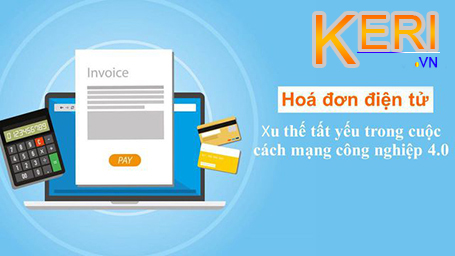 KERI
.VN
Invoice
Hoá đơn điện tử
Xu thế tất yếu trong cuộc
cách mạng công nghiệp 4.0
PAY